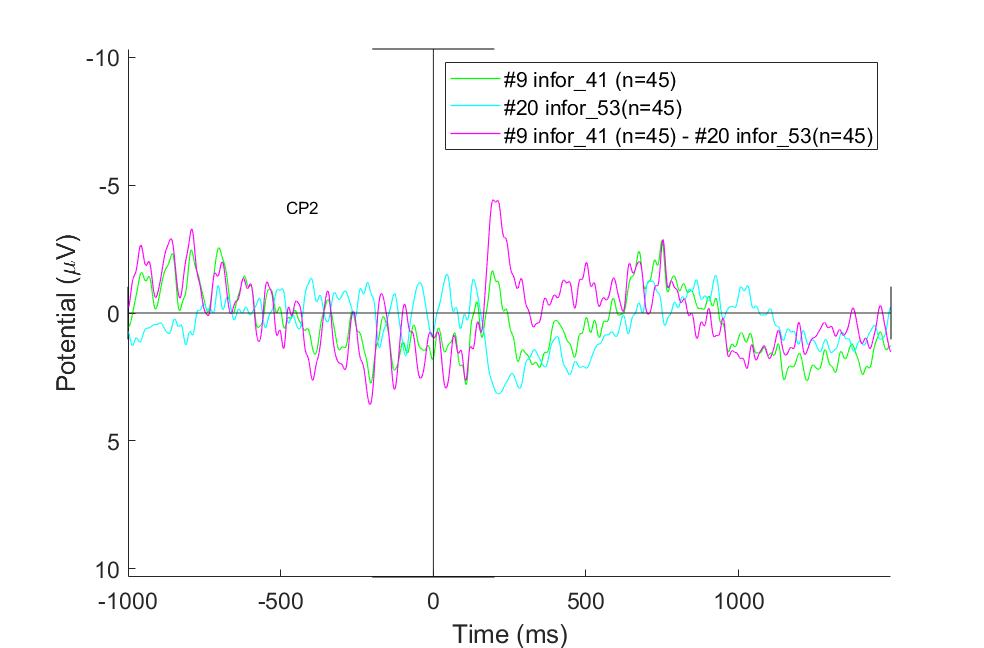 -10
#9 infor_41 (n=45)
#20 infor_53(n=45)
#9 infor_41 (n=45) - #20 infor_53(n=45)
-5
CP2
0
Potential (μV)
5
10
-1000 -500 0 500 1000
Time (ms)